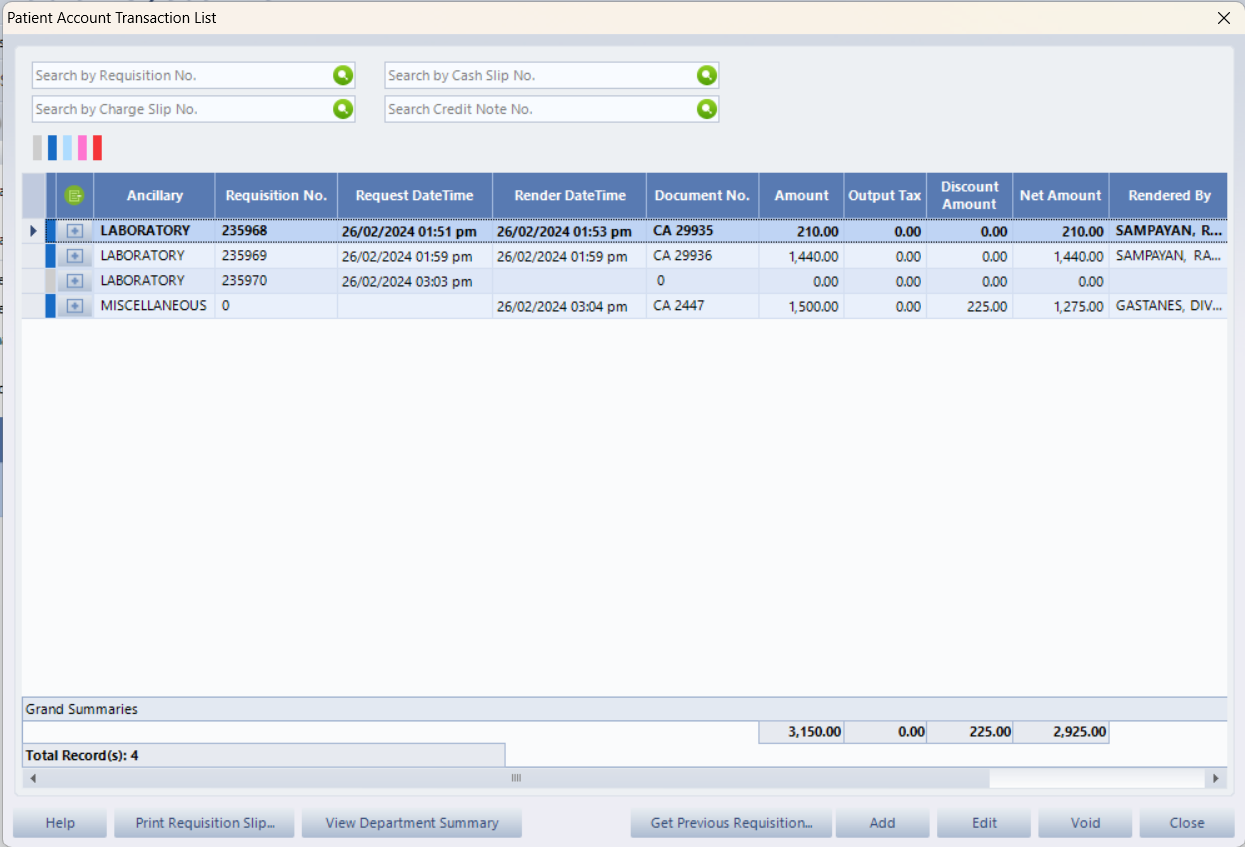 Patient Account Transaction List
Search by Requisition No. Search by Cash Slip No.
Search by Charge Slip No. Search Credit Note No.
Ancillary Requisition No. Request DateTime Render DateTime Document No. Amount Output Tax Discount Amount Net Amount Rendered By
LABORATORY 235968 26/02/2024 01:51 pm 26/02/2024 01:53 pm CA 29935 210.00 0.00 0.00 210.00 SAMPAYAN, R...
LABORATORY 235969 26/02/2024 01:59 pm 26/02/2024 01:59 pm CA 29936 1,440.00 0.00 0.00 1,440.00 SAMPAYAN, RA...
LABORATORY 235970 26/02/2024 03:03 pm 0 0.00 0.00 0.00 0.00
MISCELLANEOUS 0 26/02/2024 03:04 pm CA 2447 1,500.00 0.00 225.00 1,275.00 GASTANES, DIV...
Grand Summaries
3,150.00 0.00 225.00 2,925.00
Total Record(s): 4
Help Print Requisition Slip... View Department Summary Get Previous Requisition... Add Edit Void Close